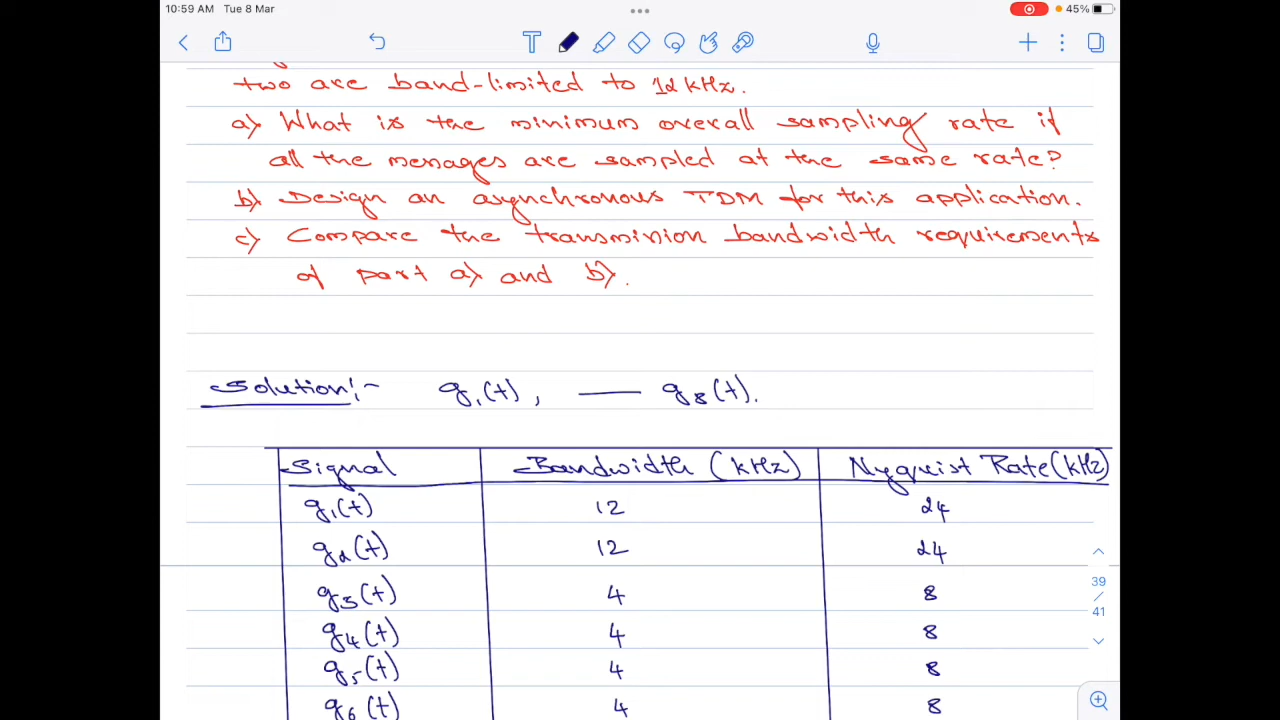 10:59 AM Tue 8 Mar
45%
two are band-limited to 12 kHz.
a) What is the minimum overall sampling rate if
all the messages are sampled at the same rate?
b) Design an asynchronous TDM for this application.
c) Compare the transmission bandwidth requirements
of part a) and b).
Solution:- g1(t), —— g8(t).
Signal Bandwidth (kHz) Nyquist Rate(kHz)
g1(t) 12 24
g2(t) 12 24
g3(t) 4 8
g4(t) 4 8
g5(t) 4 8
g6(t) 4 8
39
/
41